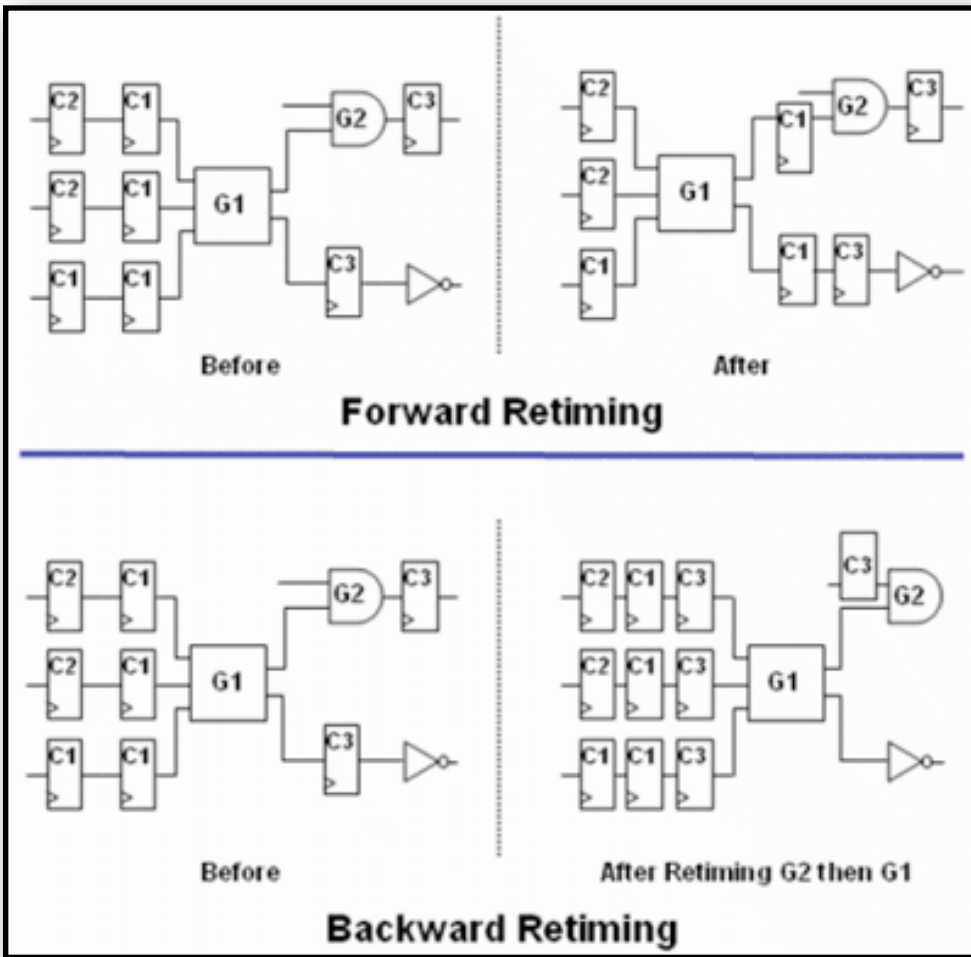 C2 C1 G2 C3 C2 C1 G2 C3
C2 C1 G1 C2 G1
C1 C1 C3 C1 C1 C3
Before After
Forward Retiming
C2 C1 G2 C3 C2 C1 C3 C3 G2
C2 C1 G1 C2 C1 C3 G1
C1 C1 C3 C1 C1 C3
Before After Retiming G2 then G1
Backward Retiming